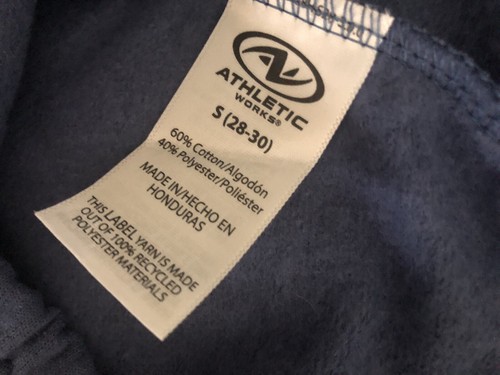 ATHLETIC
WORKS®
S (28-30)
60% Cotton/Algodón
40% Polyester/Poliéster
MADE IN/HECHO EN
HONDURAS
THIS LABEL YARN IS MADE
OUT OF 100% RECYCLED
POLYESTER MATERIALS